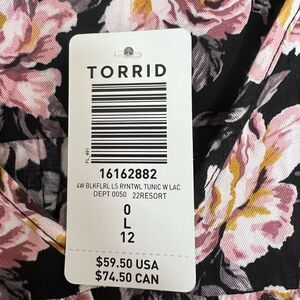 TORRID
FL_491
16162882
4W BLKFLRL LS RYNTWL TUNIC W LAC
DEPT 0050 22RESORT
0
L
12
$59.50 USA
$74.50 CAN